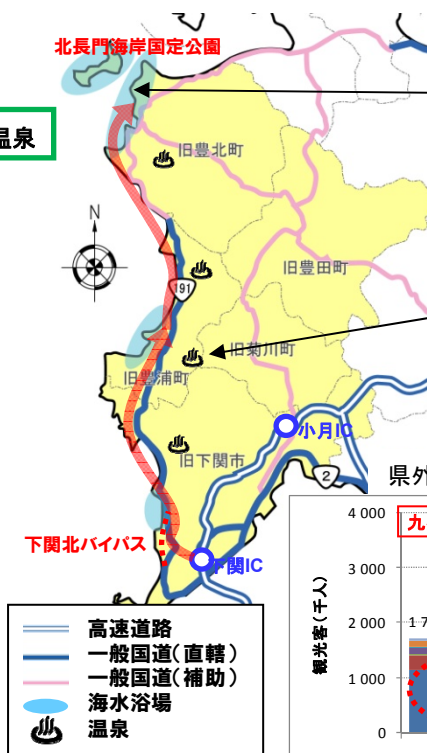 北長門海岸国定公園
温泉
旧豊北町
N
旧豊田町
191
旧菊川町
旧豊浦町
小月IC
旧下関市
2
県外
下関北バイパス
下関IC
4 000
九
3 000
観光客(千人)
2 000
1 7
1 000
0
高速道路
一般国道(直轄)
一般国道(補助)
海水浴場
温泉